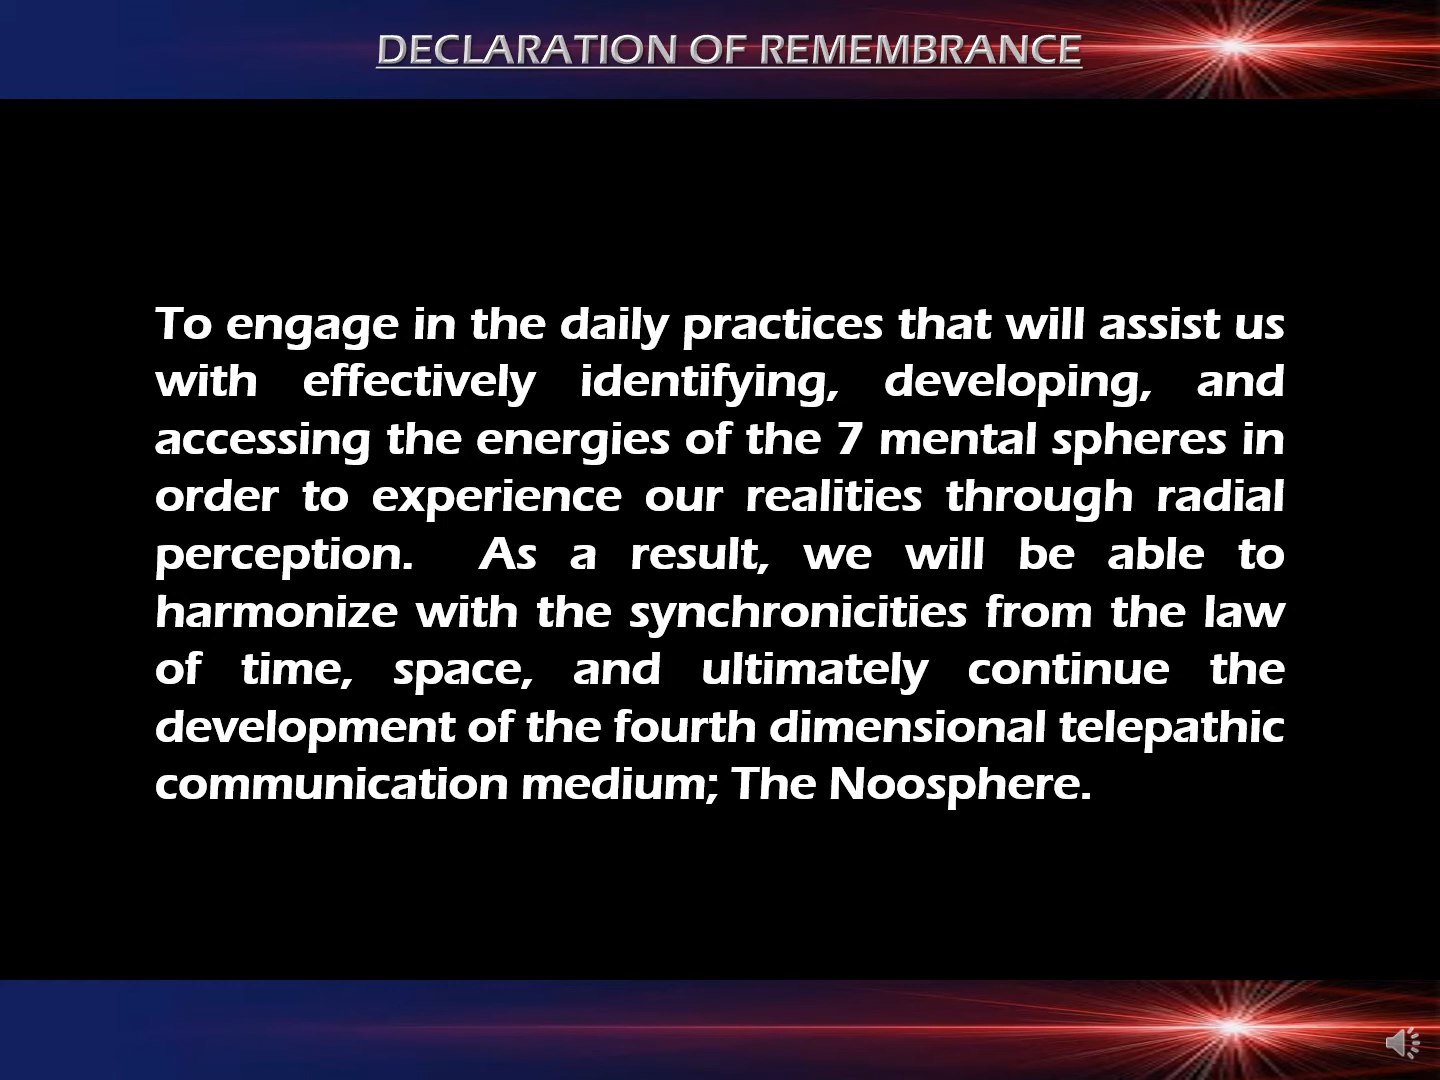 DECLARATION OF REMEMBRANCE
To engage in the daily practices that will assist us
with effectively identifying, developing, and
accessing the energies of the 7 mental spheres in
order to experience our realities through radial
perception.  As a result, we will be able to
harmonize with the synchronicities from the law
of time, space, and ultimately continue the
development of the fourth dimensional telepathic
communication medium; The Noosphere.